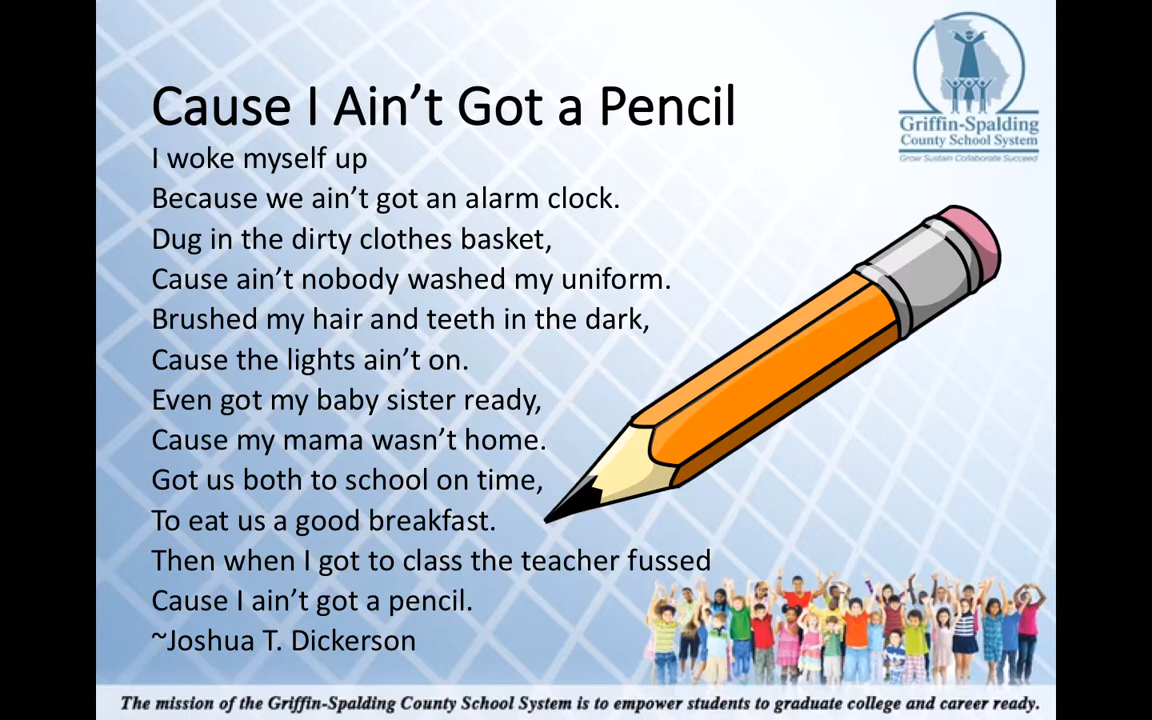 Cause I Ain’t Got a Pencil
Griffin-Spalding
County School System
Grow Sustain Collaborate Succeed
I woke myself up
Because we ain’t got an alarm clock.
Dug in the dirty clothes basket,
Cause ain’t nobody washed my uniform.
Brushed my hair and teeth in the dark,
Cause the lights ain’t on.
Even got my baby sister ready,
Cause my mama wasn’t home.
Got us both to school on time,
To eat us a good breakfast.
Then when I got to class the teacher fussed
Cause I ain’t got a pencil.
~Joshua T. Dickerson
The mission of the Griffin-Spalding County School System is to empower students to graduate college and career ready.